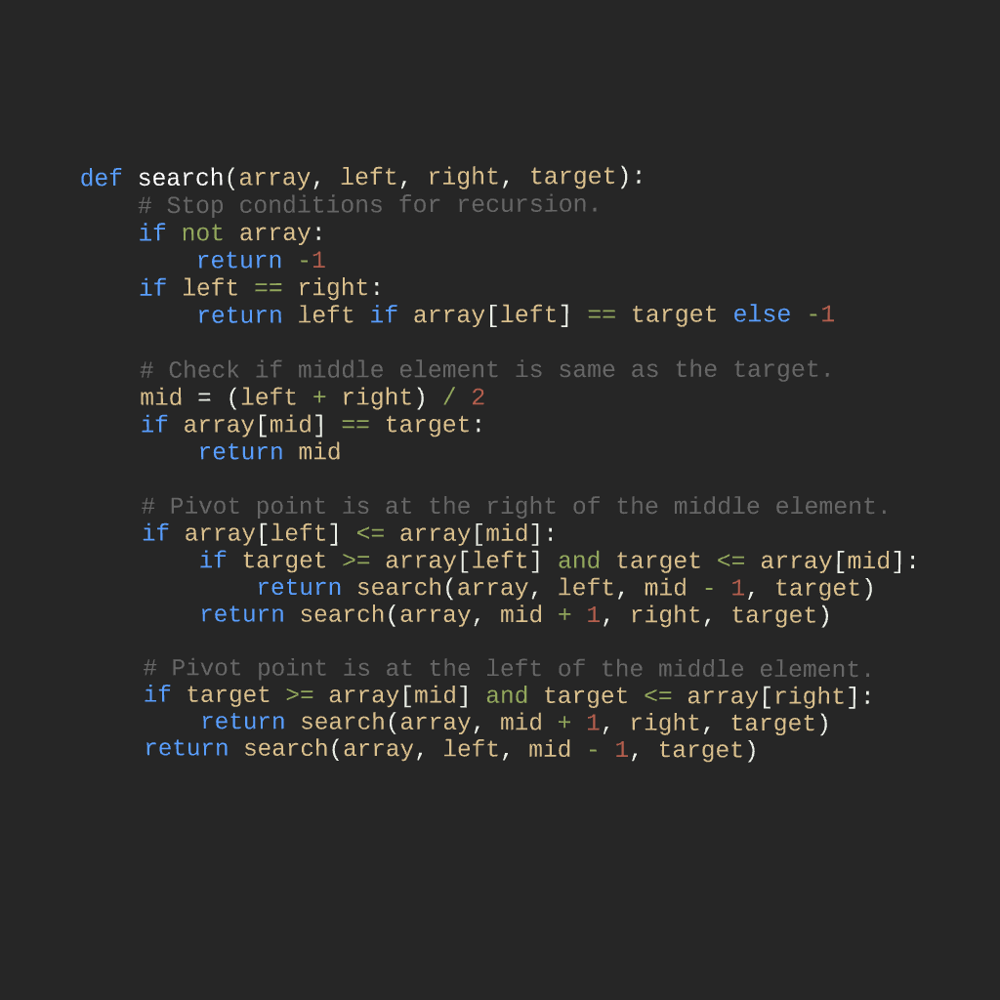 def search(array, left, right, target):
    # Stop conditions for recursion.
    if not array:
        return -1
    if left == right:
        return left if array[left] == target else -1

    # Check if middle element is same as the target.
    mid = (left + right) / 2
    if array[mid] == target:
        return mid

    # Pivot point is at the right of the middle element.
    if array[left] <= array[mid]:
        if target >= array[left] and target <= array[mid]:
            return search(array, left, mid - 1, target)
        return search(array, mid + 1, right, target)

    # Pivot point is at the left of the middle element.
    if target >= array[mid] and target <= array[right]:
        return search(array, mid + 1, right, target)
    return search(array, left, mid - 1, target)